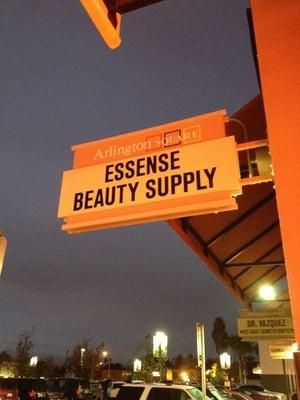 Arlington SQUARE
ESSENSE
BEAUTY SUPPLY
DR. VAZQUEZ